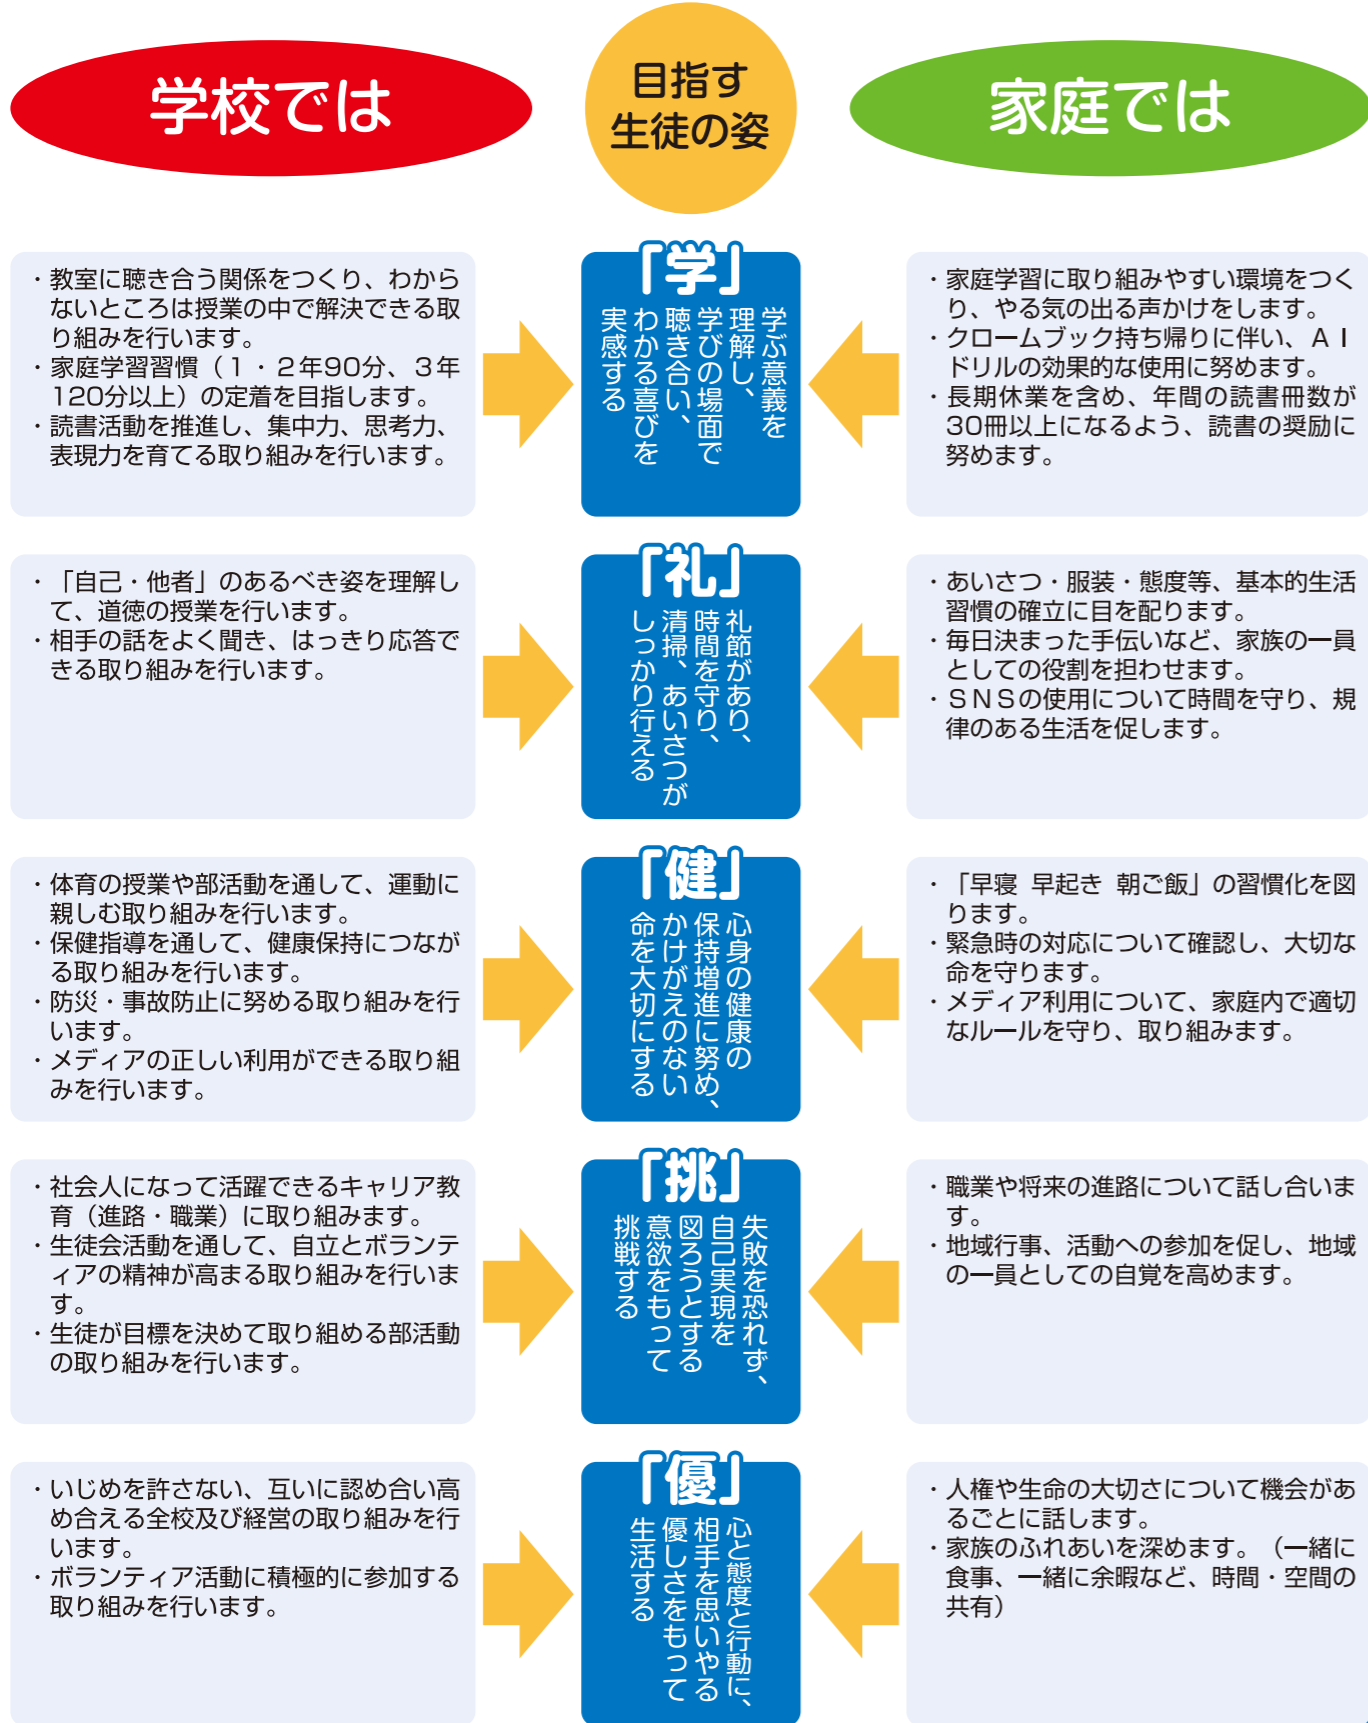 学校では
目指す
生徒の姿
家庭では
・教室に聴き合う関係をつくり、わから
ないところは授業の中で解決できる取
り組みを行います。
・家庭学習習慣（１・２年90分、３年
120分以上）の定着を目指します。
・読書活動を推進し、集中力、思考力、
表現力を育てる取り組みを行います。
「学」
学ぶ意義を
理解し、
学びの場面で
聴き合い、
わかる喜びを
実感する
・家庭学習に取り組みやすい環境をつく
り、やる気の出る声かけをします。
・クロームブック持ち帰りに伴い、ＡＩ
ドリルの効果的な使用に努めます。
・長期休業を含め、年間の読書冊数が
30冊以上になるよう、読書の奨励に
努めます。
・「自己・他者」のあるべき姿を理解し
て、道徳の授業を行います。
・相手の話をよく聞き、はっきり応答で
きる取り組みを行います。
「礼」
礼節があり、
時間を守り、
清掃、あいさつが
しっかり行える
・あいさつ・服装・態度等、基本的生活
習慣の確立に目を配ります。
・毎日決まった手伝いなど、家族の一員
としての役割を担わせます。
・ＳＮＳの使用について時間を守り、規
律のある生活を促します。
・体育の授業や部活動を通して、運動に
親しむ取り組みを行います。
・保健指導を通して、健康保持につなが
る取り組みを行います。
・防災・事故防止に努める取り組みを行
います。
・メディアの正しい利用ができる取り組
みを行います。
「健」
心身の健康の
保持増進に努め、
かけがえのない
命を大切にする
・「早寝 早起き 朝ご飯」の習慣化を図
ります。
・緊急時の対応について確認し、大切な
命を守ります。
・メディア利用について、家庭内で適切
なルールを守り、取り組みます。
・社会人になって活躍できるキャリア教
育（進路・職業）に取り組みます。
・生徒会活動を通して、自立とボランテ
ィアの精神が高まる取り組みを行いま
す。
・生徒が目標を決めて取り組める部活動
の取り組みを行います。
「挑」
失敗を恐れず、
自己実現を
図ろうとする
意欲をもって
挑戦する
・職業や将来の進路について話し合いま
す。
・地域行事、活動への参加を促し、地域
の一員としての自覚を高めます。
・いじめを許さない、互いに認め合い高
め合える全校及び経営の取り組みを行
います。
・ボランティア活動に積極的に参加する
取り組みを行います。
「優」
心と態度と行動に、
相手を思いやる
優しさをもって
生活する
・人権や生命の大切さについて機会があ
るごとに話します。
・家族のふれあいを深めます。（一緒に
食事、一緒に余暇など、時間・空間の
共有）